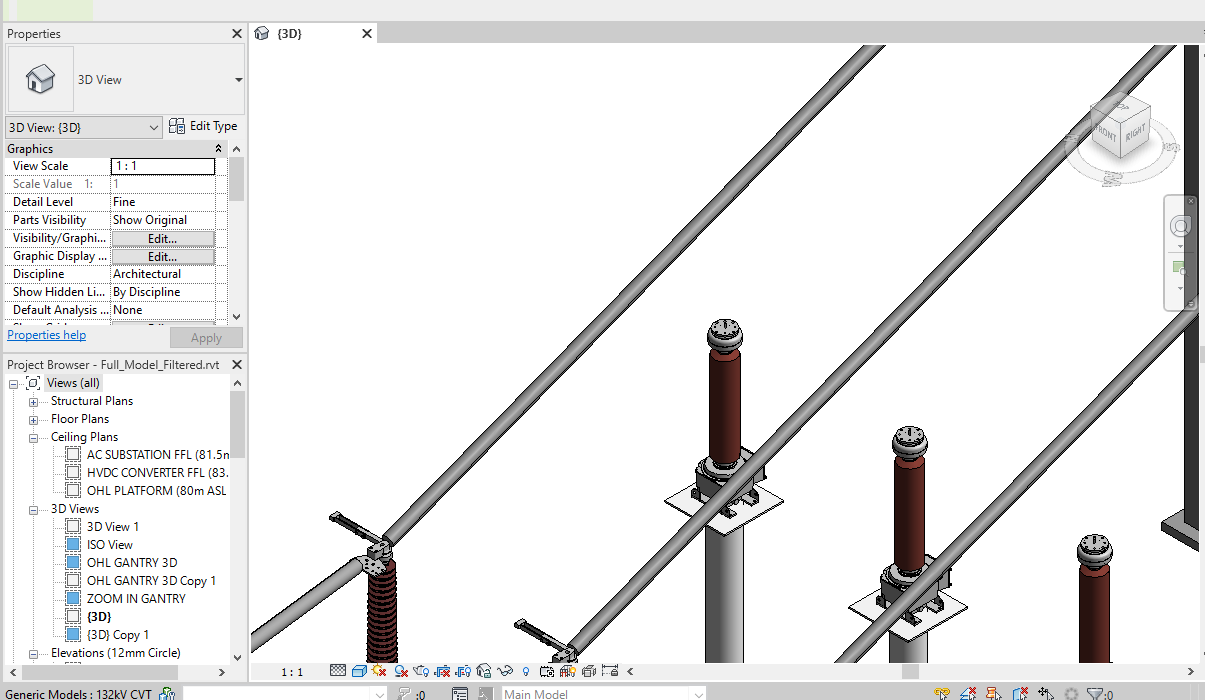 Properties
{3D}
3D View
3D View: {3D}
Edit Type
Graphics
View Scale 1 : 1
Scale Value 1: 1
Detail Level Fine
Parts Visibility Show Original
Visibility/Graphi... Edit...
Graphic Display ... Edit...
Discipline Architectural
Show Hidden Li... By Discipline
Default Analysis ... None
Properties help
Apply
Project Browser - Full_Model_Filtered.rvt
Views (all)
Structural Plans
Floor Plans
Ceiling Plans
AC SUBSTATION FFL (81.5m
HVDC CONVERTER FFL (83.
OHL PLATFORM (80m ASL
3D Views
3D View 1
ISO View
OHL GANTRY 3D
OHL GANTRY 3D Copy 1
ZOOM IN GANTRY
{3D}
{3D} Copy 1
Elevations (12mm Circle)
TOP
FRONT
RIGHT
W
S
1 : 1
Generic Models : 132kV CVT
:0
Main Model
:0